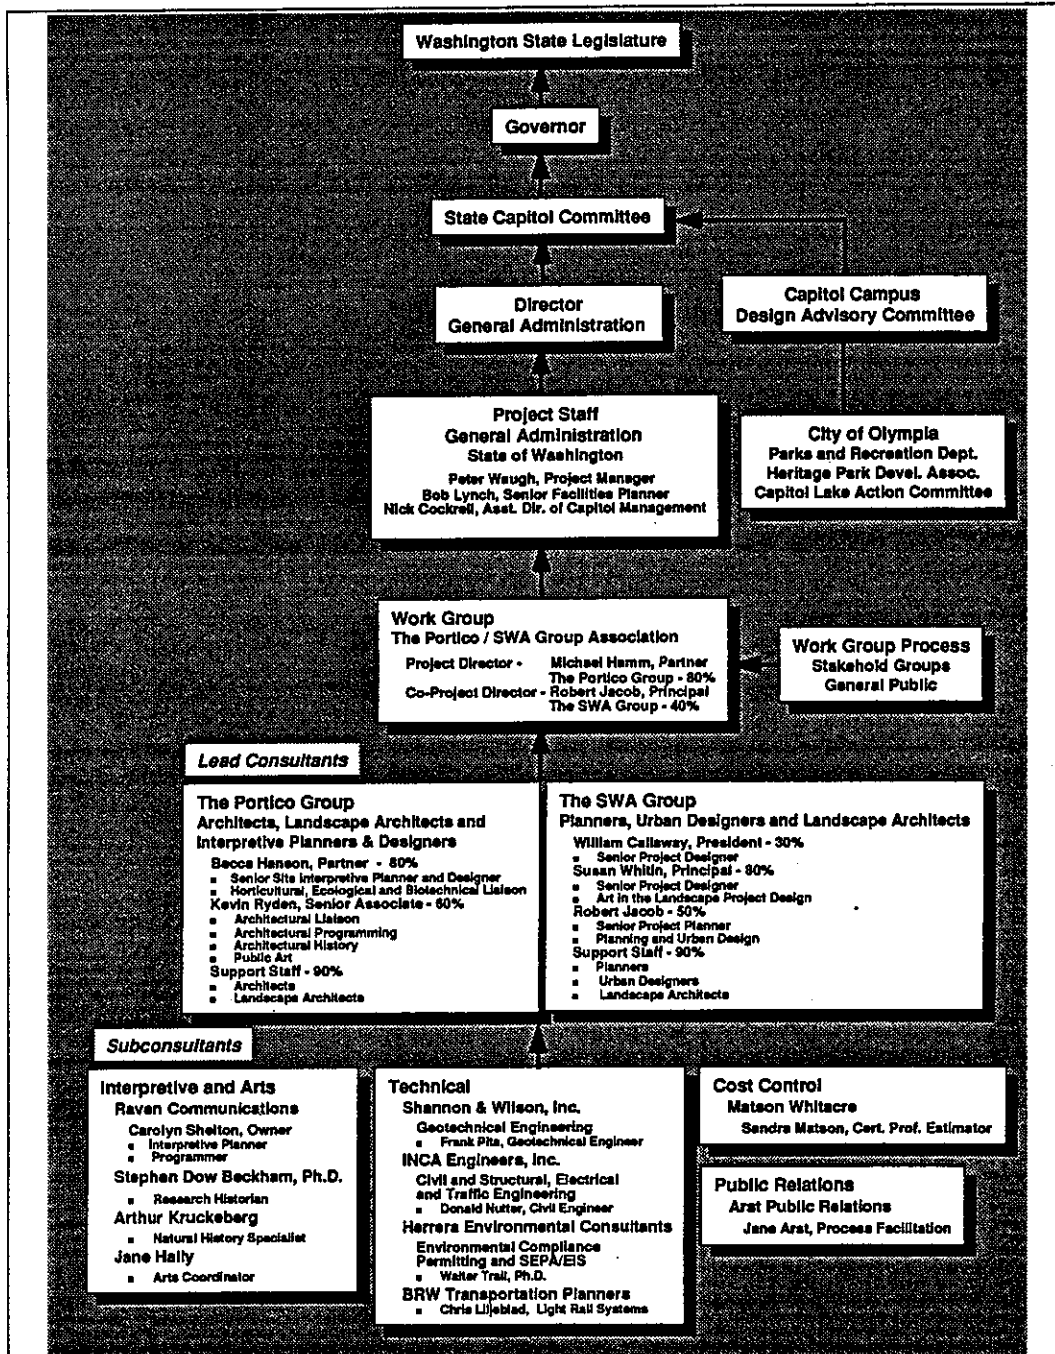 Washington State Legislature
Governor
State Capitol Committee
Director
General Administration
Capitol Campus
Design Advisory Committee
Project Staff
General Administration
State of Washington
Peter Waugh, Project Manager
Bob Lynch, Senior Facilities Planner
Nick Cockrell, Asst. Dir. of Capitol Management
City of Olympia
Parks and Recreation Dept.
Heritage Park Devel. Assoc.
Capitol Lake Action Committee
Work Group
The Portico / SWA Group Association
Project Director - Michael Hamm, Partner
The Portico Group - 80%
Co-Project Director - Robert Jacob, Principal
The SWA Group - 40%
Work Group Process
Stakehold Groups
General Public
Lead Consultants
The Portico Group
Architects, Landscape Architects and
Interpretive Planners & Designers
Becca Hanson, Partner - 80%
Senior Site Interpretive Planner and Designer
Horticultural, Ecological and Biotechnical Liaison
Kevin Ryden, Senior Associate - 60%
Architectural Liaison
Architectural Programming
Architectural History
Public Art
Support Staff - 90%
Architects
Landscape Architects
The SWA Group
Planners, Urban Designers and Landscape Architects
William Callaway, President - 30%
Senior Project Designer
Susan Whitin, Principal - 80%
Senior Project Designer
Art in the Landscape Project Design
Robert Jacob - 50%
Senior Project Planner
Planning and Urban Design
Support Staff - 90%
Planners
Urban Designers
Landscape Architects
Subconsultants
Interpretive and Arts
Raven Communications
Carolyn Shelton, Owner
Interpretive Planner
Programmer
Stephen Dow Beckham, Ph.D.
Research Historian
Arthur Kruckeberg
Natural History Specialist
Jane Hally
Arts Coordinator
Technical
Shannon & Wilson, Inc.
Geotechnical Engineering
Frank Pita, Geotechnical Engineer
INCA Engineers, Inc.
Civil and Structural, Electrical
and Traffic Engineering
Donald Nutter, Civil Engineer
Herrera Environmental Consultants
Environmental Compliance
Permitting and SEPA/EIS
Walter Trail, Ph.D.
BRW Transportation Planners
Chris Liljeblad, Light Rail Systems
Cost Control
Matson Whitacre
Sandra Matson, Cert. Prof. Estimator
Public Relations
Arst Public Relations
Jane Arst, Process Facilitation